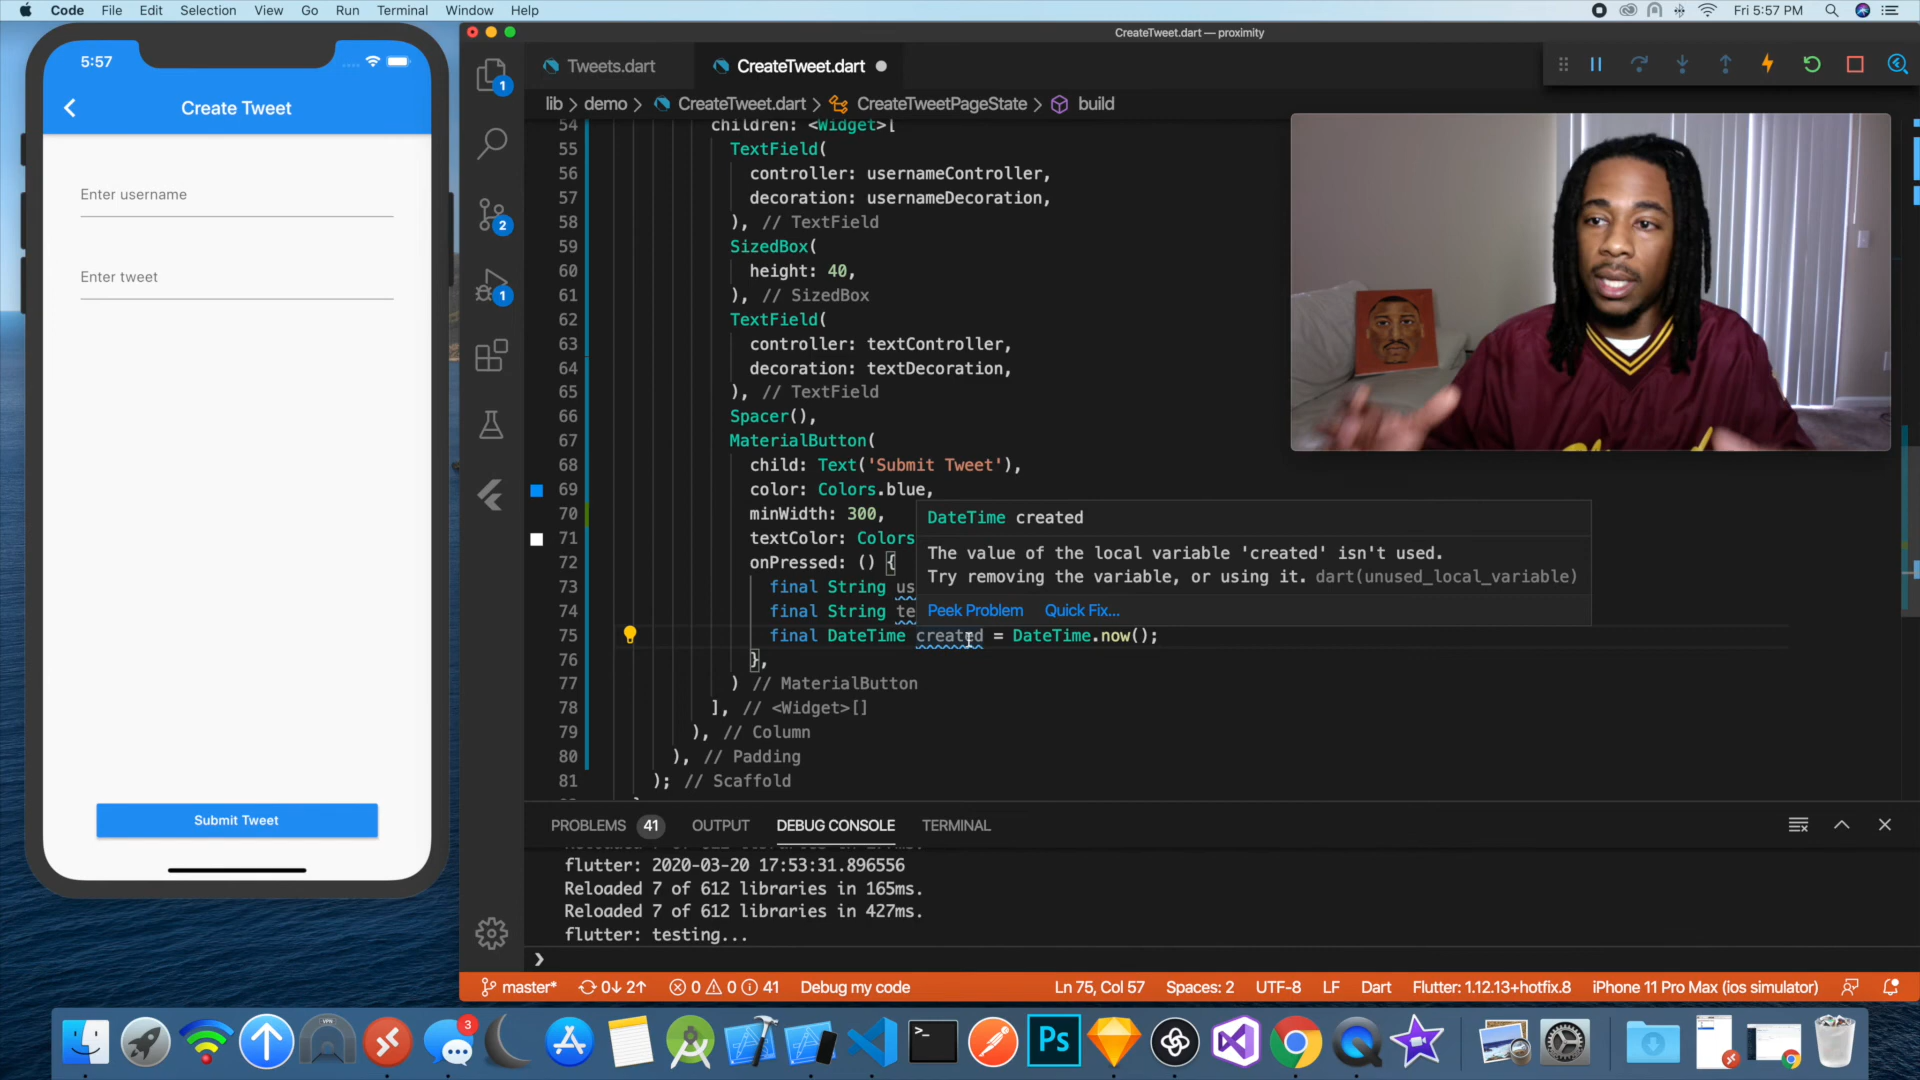 Code File Edit Selection View Go Run Terminal Window Help
Fri 5:57 PM
CreateTweet.dart — proximity
5:57
Create Tweet
Enter username
Enter tweet
Submit Tweet
Tweets.dart
CreateTweet.dart
lib > demo > CreateTweet.dart > CreateTweetPageState > build
1
2
1
54 children: <Widget>[
55 TextField(
56 controller: usernameController,
57 decoration: usernameDecoration,
58 ), // TextField
59 SizedBox(
60 height: 40,
61 ), // SizedBox
62 TextField(
63 controller: textController,
64 decoration: textDecoration,
65 ), // TextField
66 Spacer(),
67 MaterialButton(
68 child: Text('Submit Tweet'),
69 color: Colors.blue,
70 minWidth: 300,
71 textColor: Colors
72 onPressed: () {
73 final String us
74 final String te
75 final DateTime created = DateTime.now();
76 },
77 ) // MaterialButton
78 ], // <Widget>[]
79 ), // Column
80 ), // Padding
81 ); // Scaffold
DateTime created
The value of the local variable 'created' isn't used.
Try removing the variable, or using it. dart(unused_local_variable)
Peek Problem Quick Fix...
PROBLEMS 41 OUTPUT DEBUG CONSOLE TERMINAL
flutter: 2020-03-20 17:53:31.896556
Reloaded 7 of 612 libraries in 165ms.
Reloaded 7 of 612 libraries in 427ms.
flutter: testing...
master* 0↓ 2↑ 0 0 41 Debug my code
Ln 75, Col 57 Spaces: 2 UTF-8 LF Dart Flutter: 1.12.13+hotfix.8 iPhone 11 Pro Max (ios simulator)
VPN
3
Ps